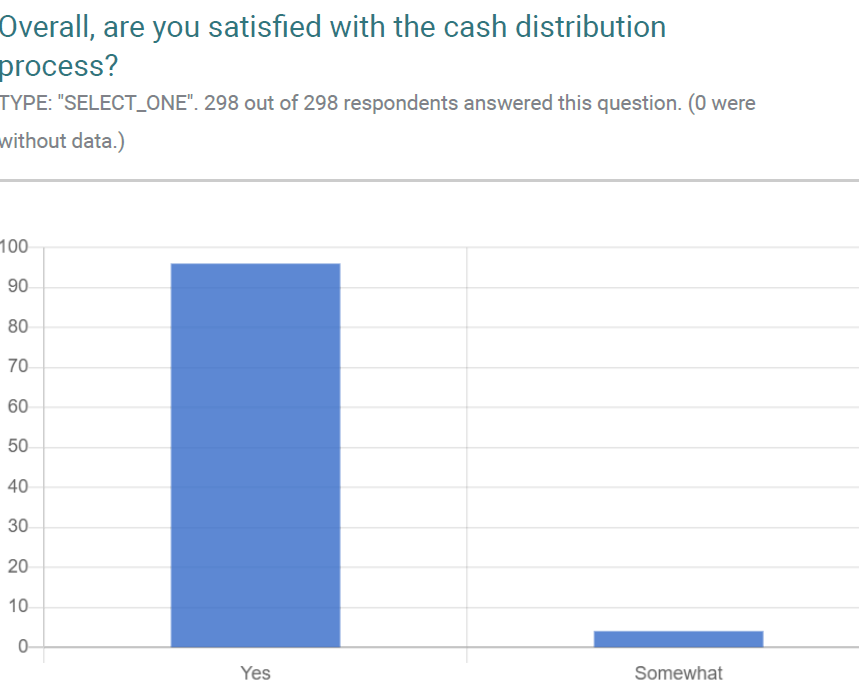 Overall, are you satisfied with the cash distribution
process?
TYPE: "SELECT_ONE". 298 out of 298 respondents answered this question. (0 were
without data.)
100
90
80
70
60
50
40
30
20
10
0
Yes
Somewhat